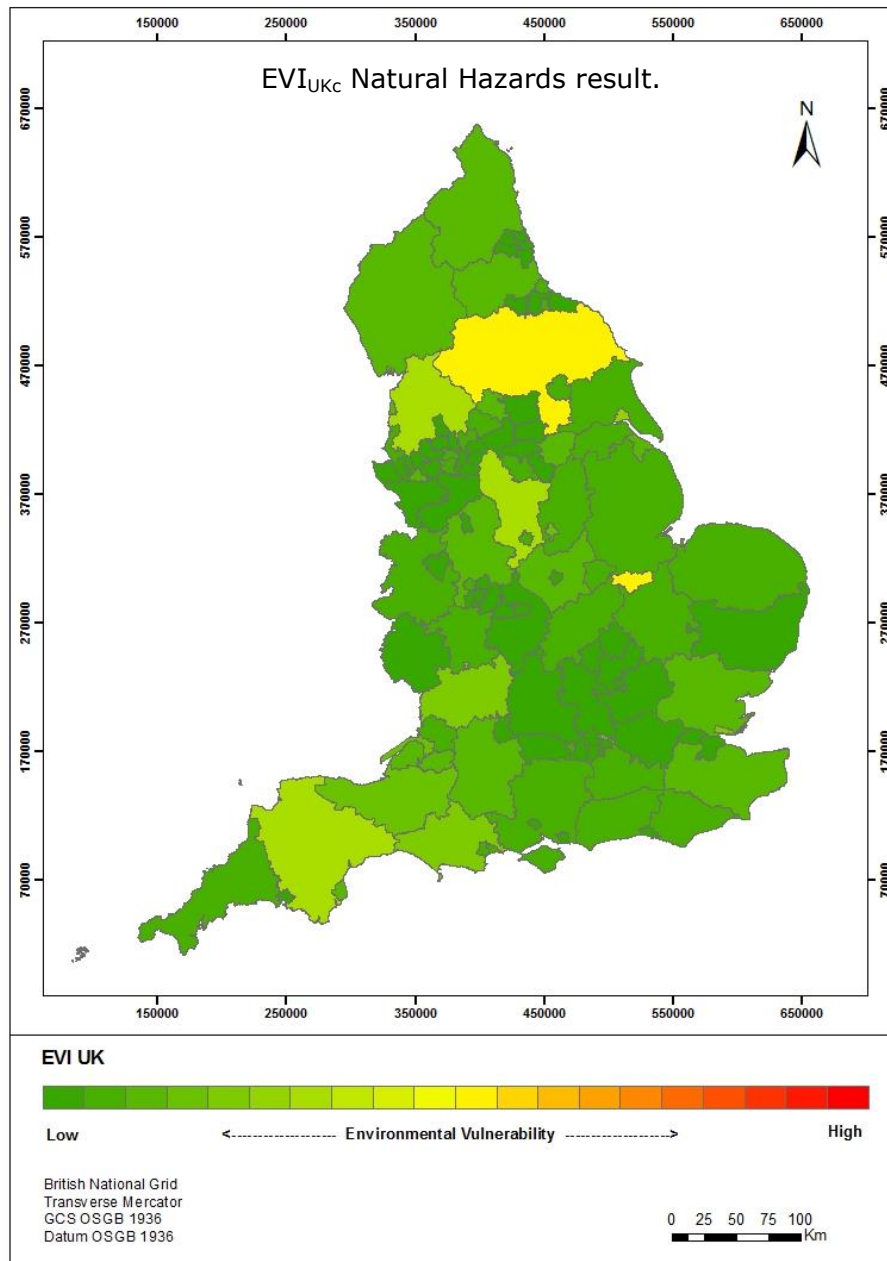 150000 250000 350000 450000 550000 650000
EVIUKc Natural Hazards result.
N
670000 670000
570000 570000
470000 470000
370000 370000
270000 270000
170000 170000
70000 70000
150000 250000 350000 450000 550000 650000
EVI UK
Low <----------------------- Environmental Vulnerability ----------------------> High
British National Grid
Transverse Mercator
GCS OSGB 1936
Datum OSGB 1936
0 25 50 75 100
Km